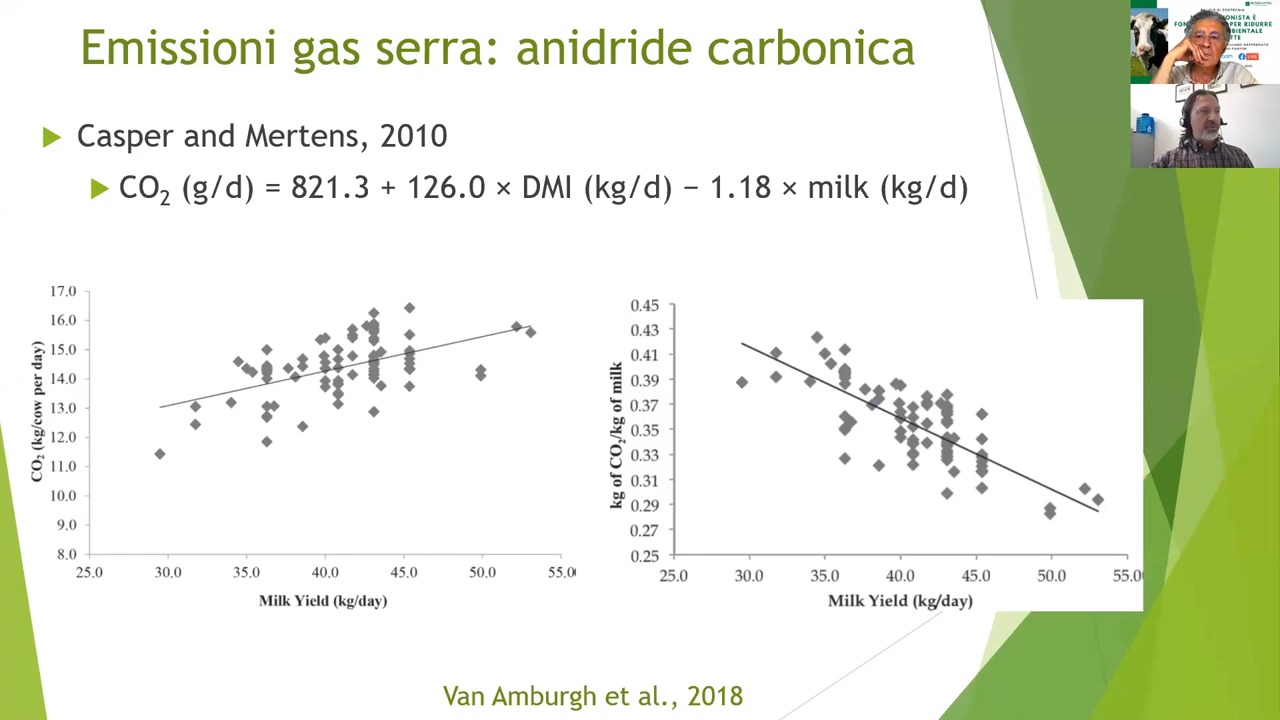 Emissioni gas serra: anidride carbonica
Casper and Mertens, 2010
CO₂ (g/d) = 821.3 + 126.0 × DMI (kg/d) − 1.18 × milk (kg/d)
17.0
16.0
15.0
14.0
13.0
12.0
11.0
10.0
9.0
8.0
CO₂ (kg/cow per day)
25.0 30.0 35.0 40.0 45.0 50.0 55.0
Milk Yield (kg/day)
0.45
0.43
0.41
0.39
0.37
0.35
0.33
0.31
0.29
0.27
0.25
kg of CO₂/kg of milk
25.0 30.0 35.0 40.0 45.0 50.0 55.0
Milk Yield (kg/day)
Van Amburgh et al., 2018